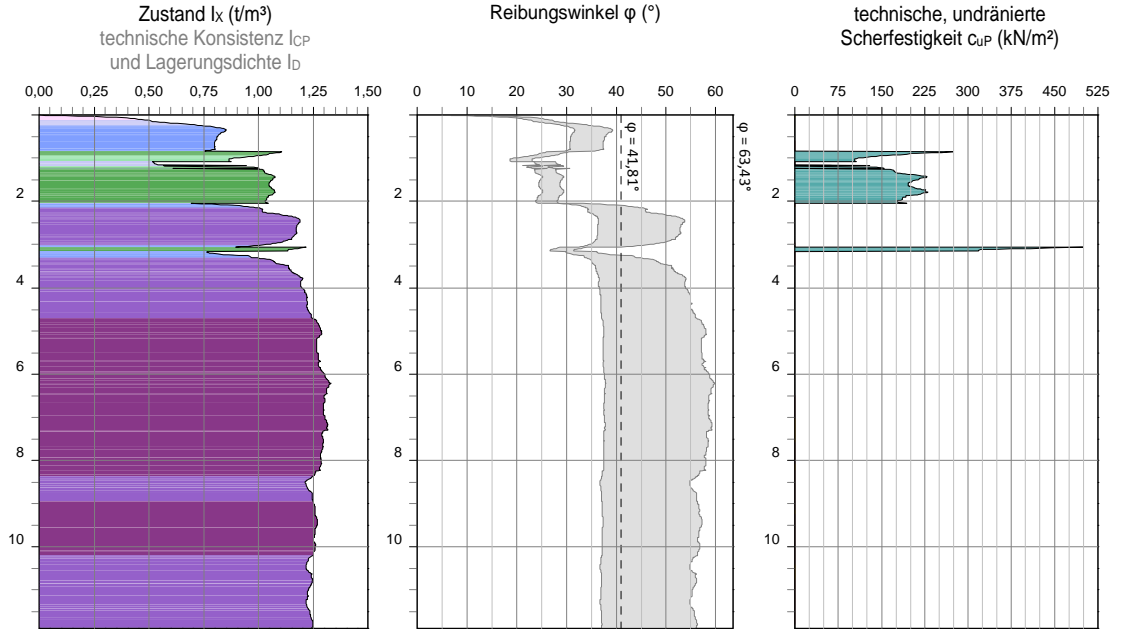 Zustand IX (t/m³)
technische Konsistenz ICP
und Lagerungsdichte ID
0,00 0,25 0,50 0,75 1,00 1,25 1,50
2
4
6
8
10
Reibungswinkel φ (°)
0 10 20 30 40 50 60
φ = 41,81°
φ = 63,43°
2
4
6
8
10
technische, undränierte
Scherfestigkeit cuP (kN/m²)
0 75 150 225 300 375 450 525
2
4
6
8
10